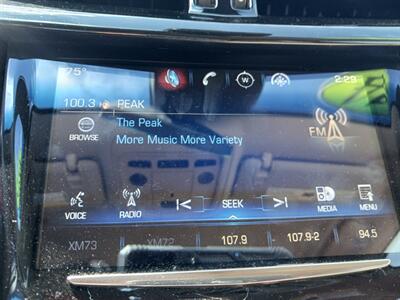 75° W 2:29
100.3 PEAK
The Peak
More Music More Variety
FM
BROWSE
VOICE RADIO SEEK MEDIA MENU
XM73 XM72 107.9 107.9-2 94.5